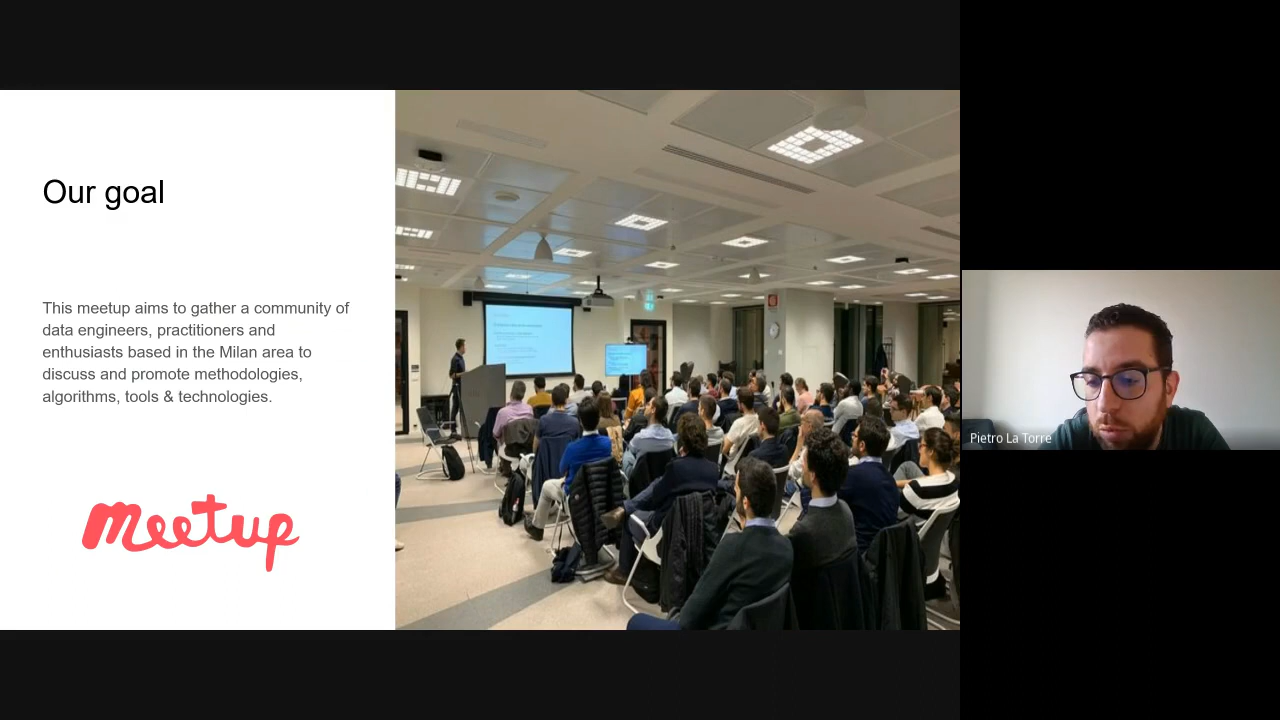 Our goal
This meetup aims to gather a community of
data engineers, practitioners and
enthusiasts based in the Milan area to
discuss and promote methodologies,
algorithms, tools & technologies.
meetup
Pietro La Torre